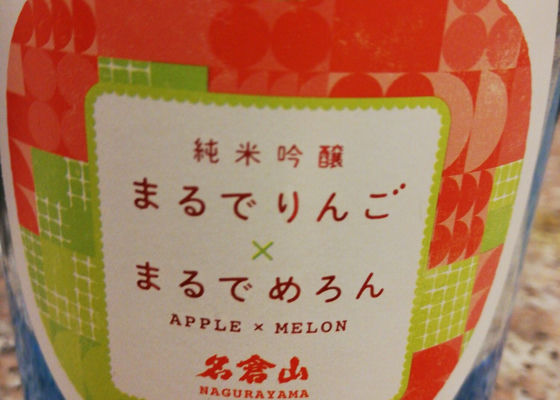 純米吟醸
まるでりんご
×
まるでめろん
APPLE × MELON
名倉山
NAGURAYAMA